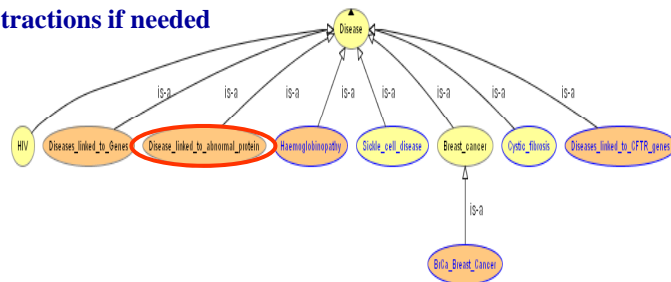 tractions if needed
Disease
is-a is-a is-a is-a is-a is-a is-a
HIV Diseases_linked_to_Genes Disease_linked_to_abnormal_protein Haemoglobinopathy Sickle_cell_disease Breast_cancer Cystic_fibrosis Diseases_linked_to_CFTR_genes
is-a
BrCa_Breast_Cancer